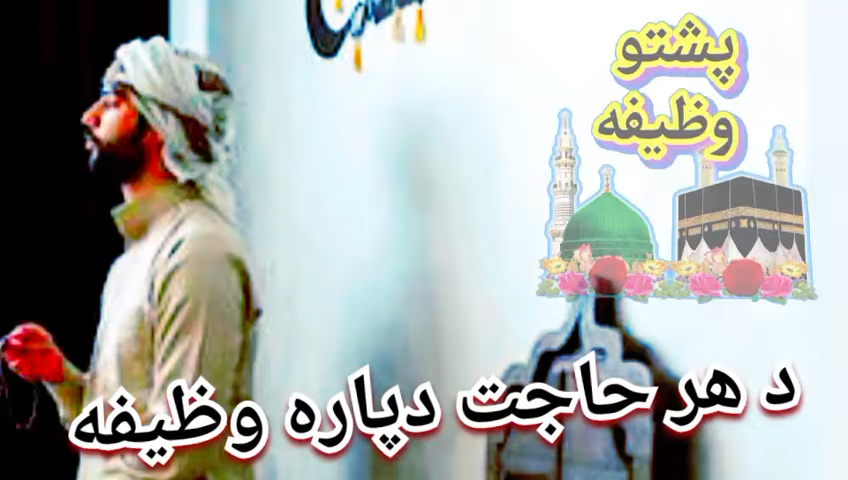 پشتو
وظیفه
د هر حاجت دپاره وظیفه